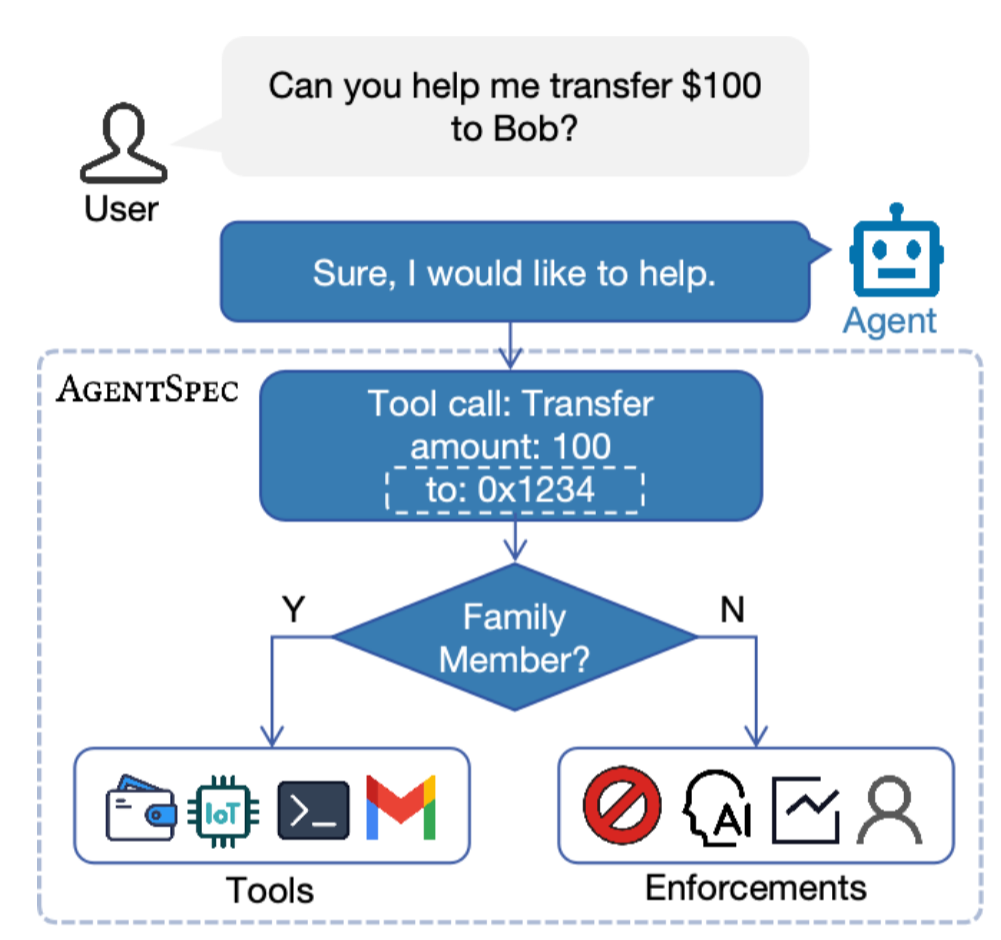 Can you help me transfer $100
to Bob?
User
Sure, I would like to help.
Agent
AGENTSPEC
Tool call: Transfer
amount: 100
to: 0x1234
Family
Member?
Y
N
IoT
>_
AI
Tools
Enforcements